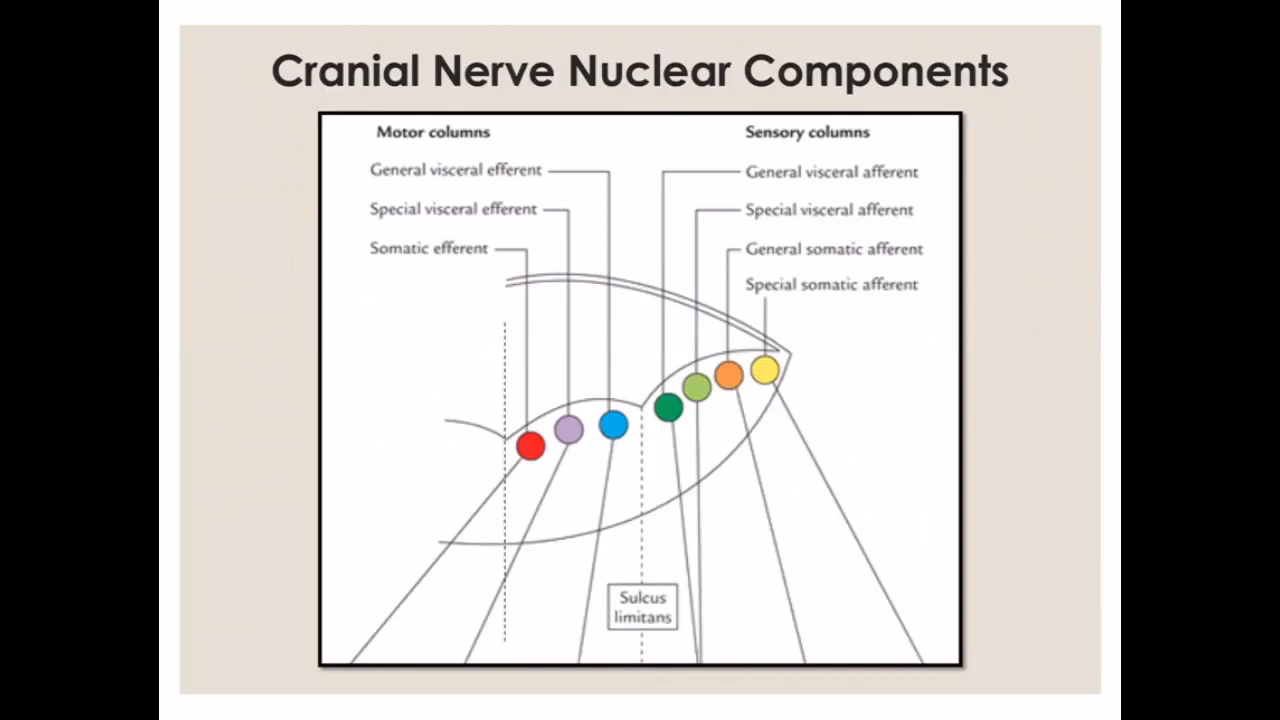 Cranial Nerve Nuclear Components
Motor columns
General visceral efferent
Special visceral efferent
Somatic efferent
Sensory columns
General visceral afferent
Special visceral afferent
General somatic afferent
Special somatic afferent
Sulcus
limitans